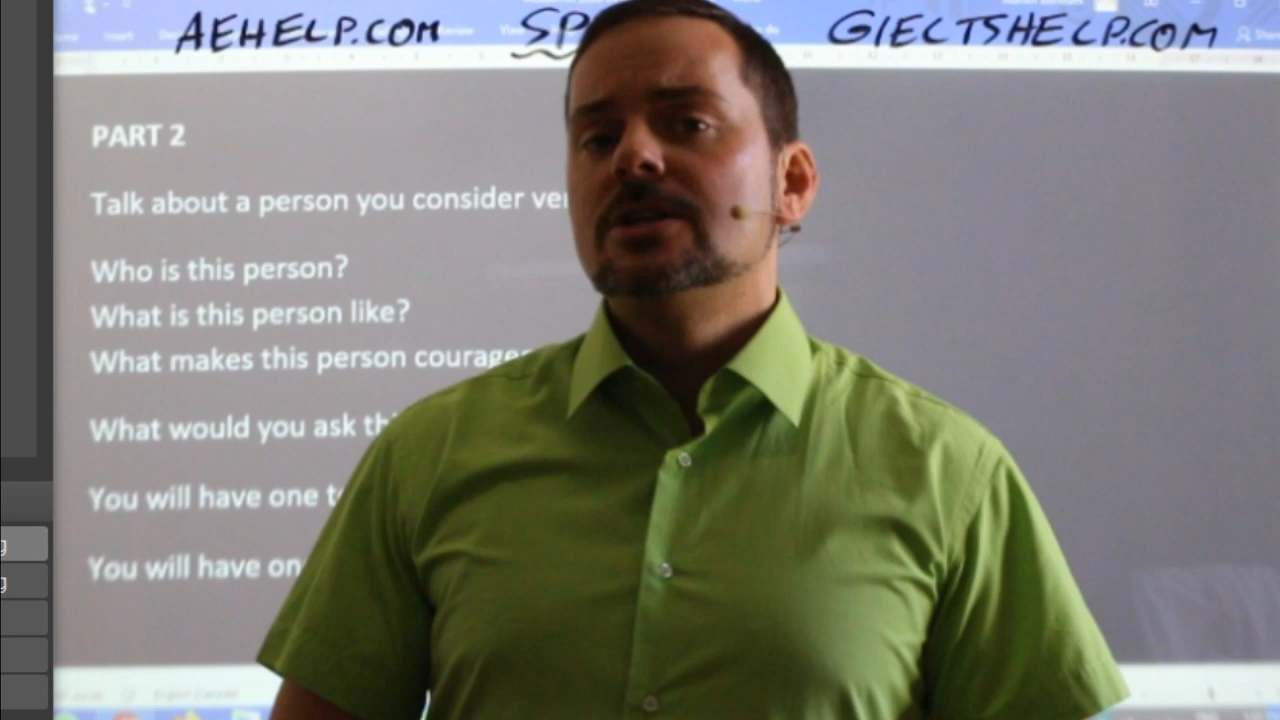 AEHELP.COM SP GIELTSHELP.COM
PART 2
Talk about a person you consider ver
Who is this person?
What is this person like?
What makes this person courage
What would you ask th
You will have one t
You will have on
g
g